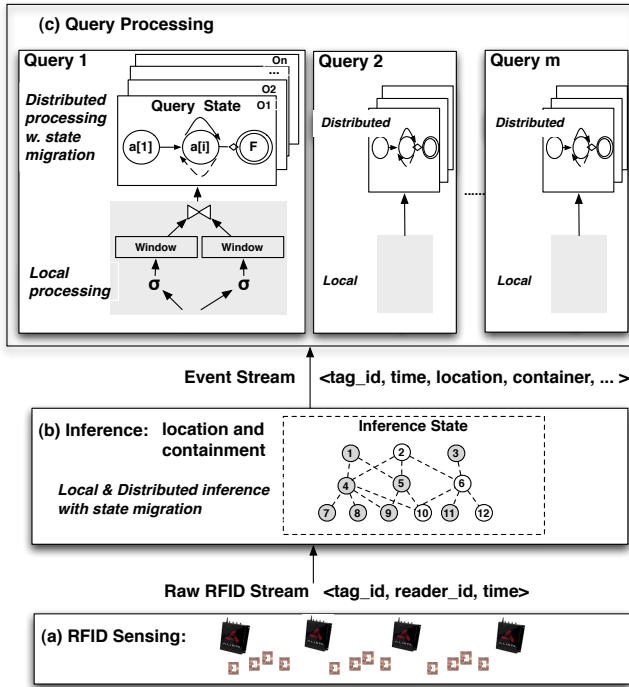 (c) Query Processing
Query 1
On
...
O2
O1
Distributed
processing
w. state
migration
Query State
a[1]
a[i]
F
Window
Window
Local
processing
σ
σ
Query 2
Distributed
Local
Query m
Distributed
Local
Event Stream <tag_id, time, location, container, ... >
(b) Inference: location and
containment
Local & Distributed inference
with state migration
Inference State
1 2 3
4 5 6
7 8 9 10 11 12
Raw RFID Stream <tag_id, reader_id, time>
(a) RFID Sensing: